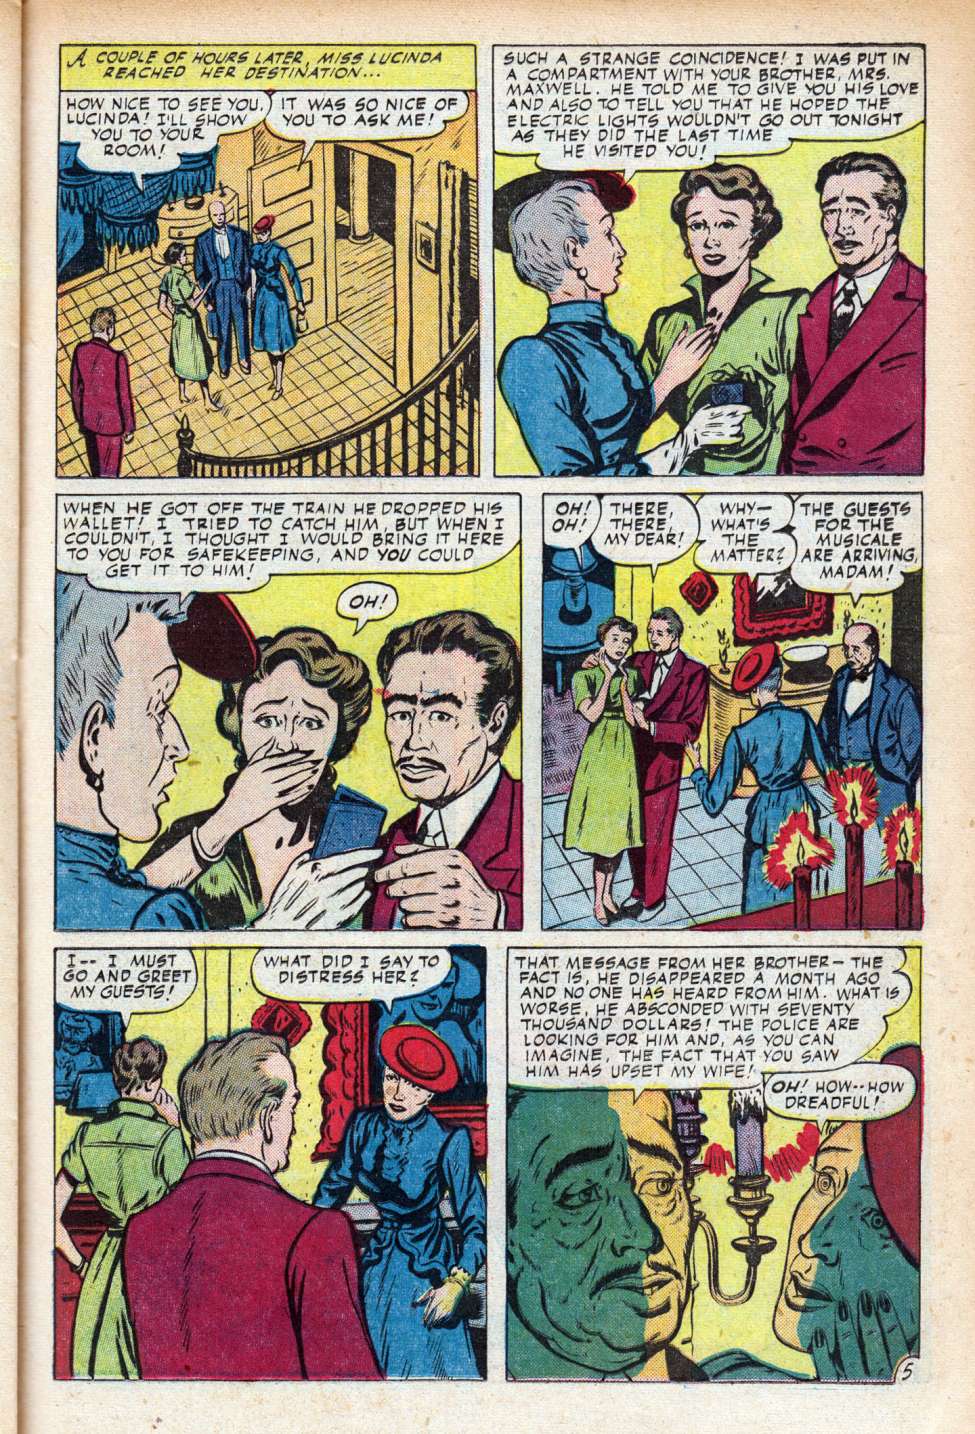 A COUPLE OF HOURS LATER, MISS LUCINDA
REACHED HER DESTINATION...
HOW NICE TO SEE YOU,
LUCINDA! I'LL SHOW
YOU TO YOUR
ROOM!
IT WAS SO NICE OF
YOU TO ASK ME!
SUCH A STRANGE COINCIDENCE! I WAS PUT IN
A COMPARTMENT WITH YOUR BROTHER, MRS.
MAXWELL. HE TOLD ME TO GIVE YOU HIS LOVE
AND ALSO TO TELL YOU THAT HE HOPED THE
ELECTRIC LIGHTS WOULDN'T GO OUT TONIGHT
AS THEY DID THE LAST TIME
HE VISITED YOU!
WHEN HE GOT OFF THE TRAIN HE DROPPED HIS
WALLET! I TRIED TO CATCH HIM, BUT WHEN I
COULDN'T, I THOUGHT I WOULD BRING IT HERE
TO YOU FOR SAFEKEEPING, AND YOU COULD
GET IT TO HIM!
OH!
OH!
OH!
THERE,
THERE,
MY DEAR!
WHY—
WHAT'S
THE
MATTER?
THE GUESTS
FOR THE
MUSICALE
ARE ARRIVING,
MADAM!
I-- I MUST
GO AND GREET
MY GUESTS!
WHAT DID I SAY TO
DISTRESS HER?
THAT MESSAGE FROM HER BROTHER— THE
FACT IS, HE DISAPPEARED A MONTH AGO
AND NO ONE HAS HEARD FROM HIM. WHAT IS
WORSE, HE ABSCONDED WITH SEVENTY
THOUSAND DOLLARS! THE POLICE ARE
LOOKING FOR HIM AND, AS YOU CAN
IMAGINE, THE FACT THAT YOU SAW
HIM HAS UPSET MY WIFE!
OH! HOW--HOW
DREADFUL!
5